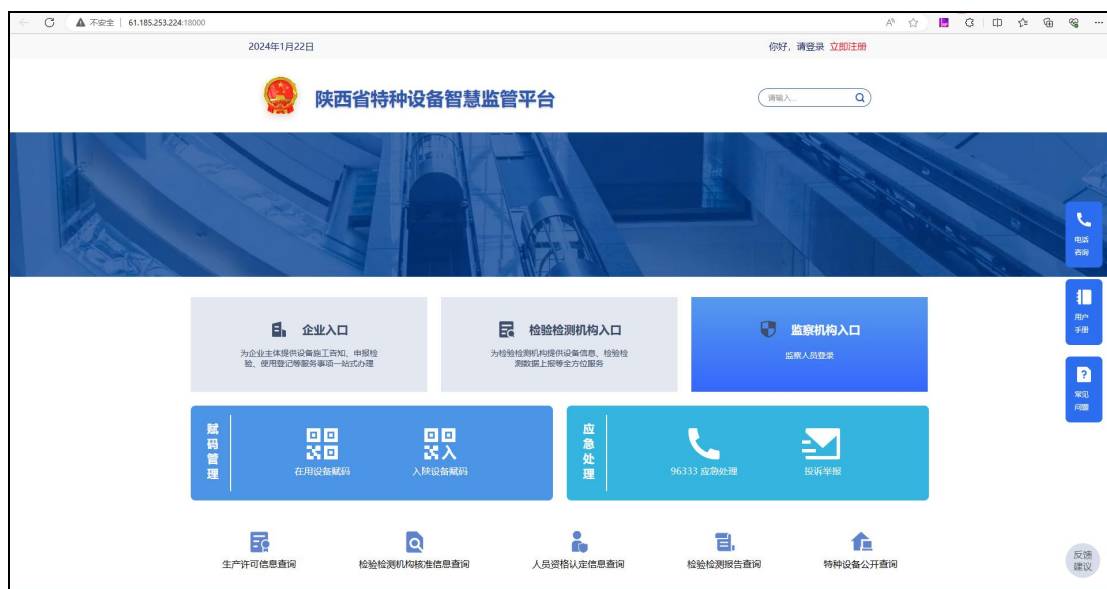 不安全 | 61.185.253.224:18000
2024年1月22日
你好，请登录 立即注册
陕西省特种设备智慧监管平台
请输入...
电话
咨询
用户
手册
常见
问题
企业入口
为企业主体提供设备施工告知、申报检
验、使用登记等服务事项一站式办理
检验检测机构入口
为检验检测机构提供设备信息、检验检
测数据上报等全方位服务
监察机构入口
监察人员登录
赋码管理
在用设备赋码
入陕设备赋码
应急处理
96333 应急处理
投诉举报
生产许可信息查询
检验检测机构核准信息查询
人员资格认定信息查询
检验检测报告查询
特种设备公开查询
反馈
建议